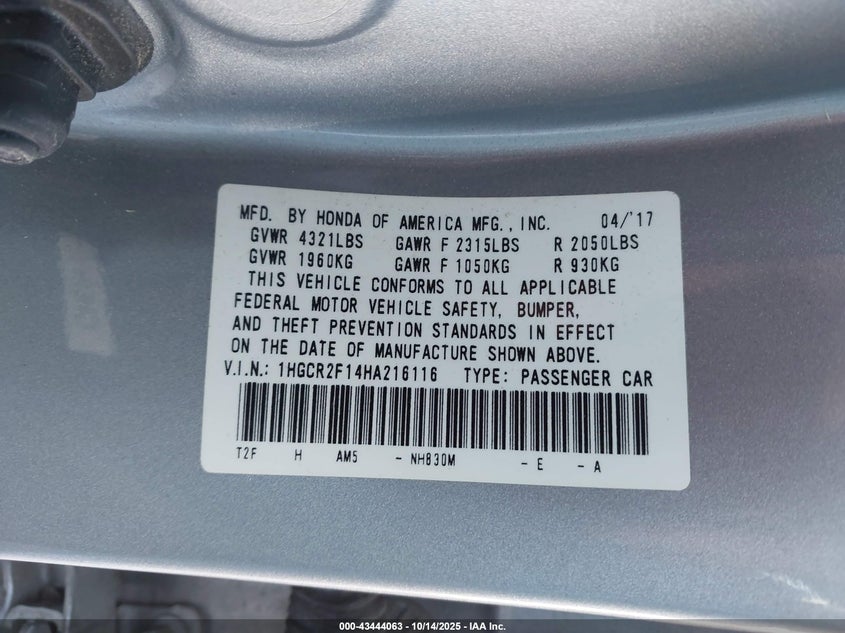 MFD. BY HONDA OF AMERICA MFG., INC. 04/'17
GVWR 4321LBS GAWR F 2315LBS R 2050LBS
GVWR 1960KG GAWR F 1050KG R 930KG
THIS VEHICLE CONFORMS TO ALL APPLICABLE
FEDERAL MOTOR VEHICLE SAFETY, BUMPER,
AND THEFT PREVENTION STANDARDS IN EFFECT
ON THE DATE OF MANUFACTURE SHOWN ABOVE.
V.I.N.: 1HGCR2F14HA216116 TYPE: PASSENGER CAR
T2F H AM5 - NH830M - E - A
000-43444063 - 10/14/2025 - IAA Inc.